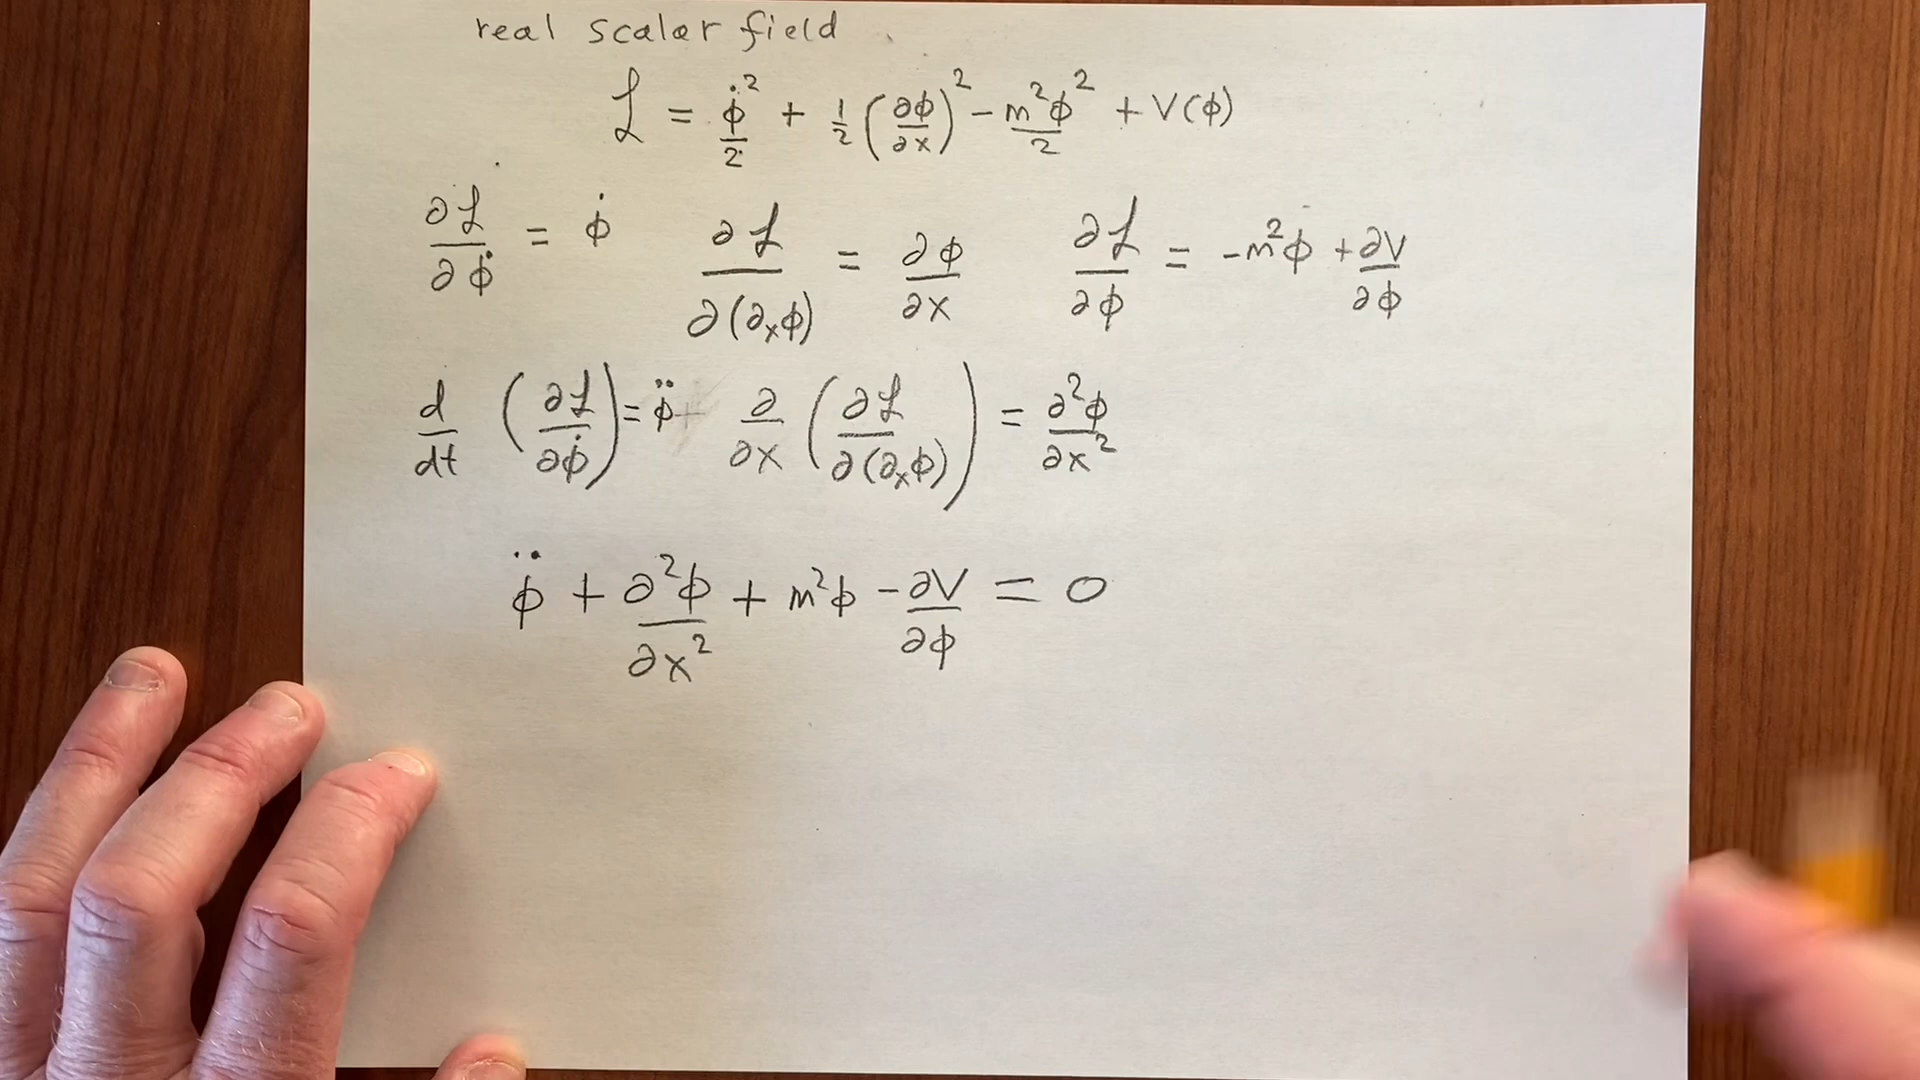 real scalar field
ℒ = φ̇²/2 + ½(∂φ/∂x)² − m²φ²/2 + V(φ)
∂ℒ/∂φ̇ = φ̇   ∂ℒ/∂(∂ₓφ) = ∂φ/∂x   ∂ℒ/∂φ = −m²φ + ∂V/∂φ
d/dt (∂ℒ/∂φ̇) = φ̈   ∂/∂x (∂ℒ/∂(∂ₓφ)) = ∂²φ/∂x²
φ̈ + ∂²φ/∂x² + m²φ − ∂V/∂φ = 0